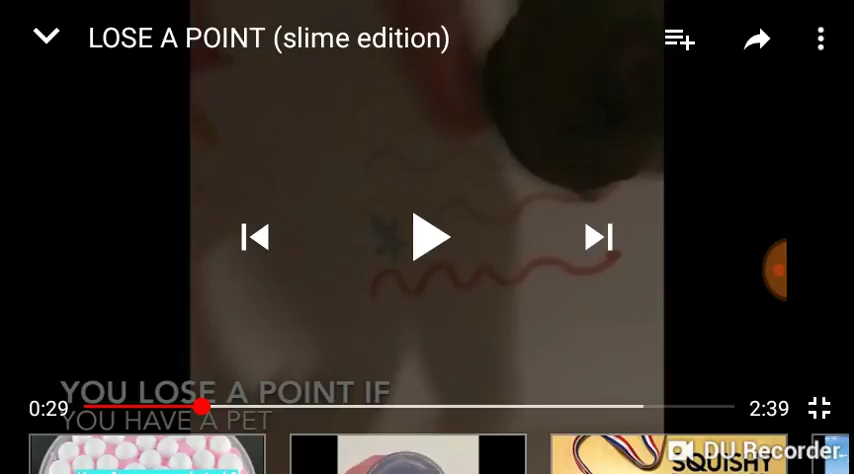 LOSE A POINT (slime edition)
YOU LOSE A POINT IF
0:29
2:39
YOU HAVE A PET
DU Recorder
SQUISHY